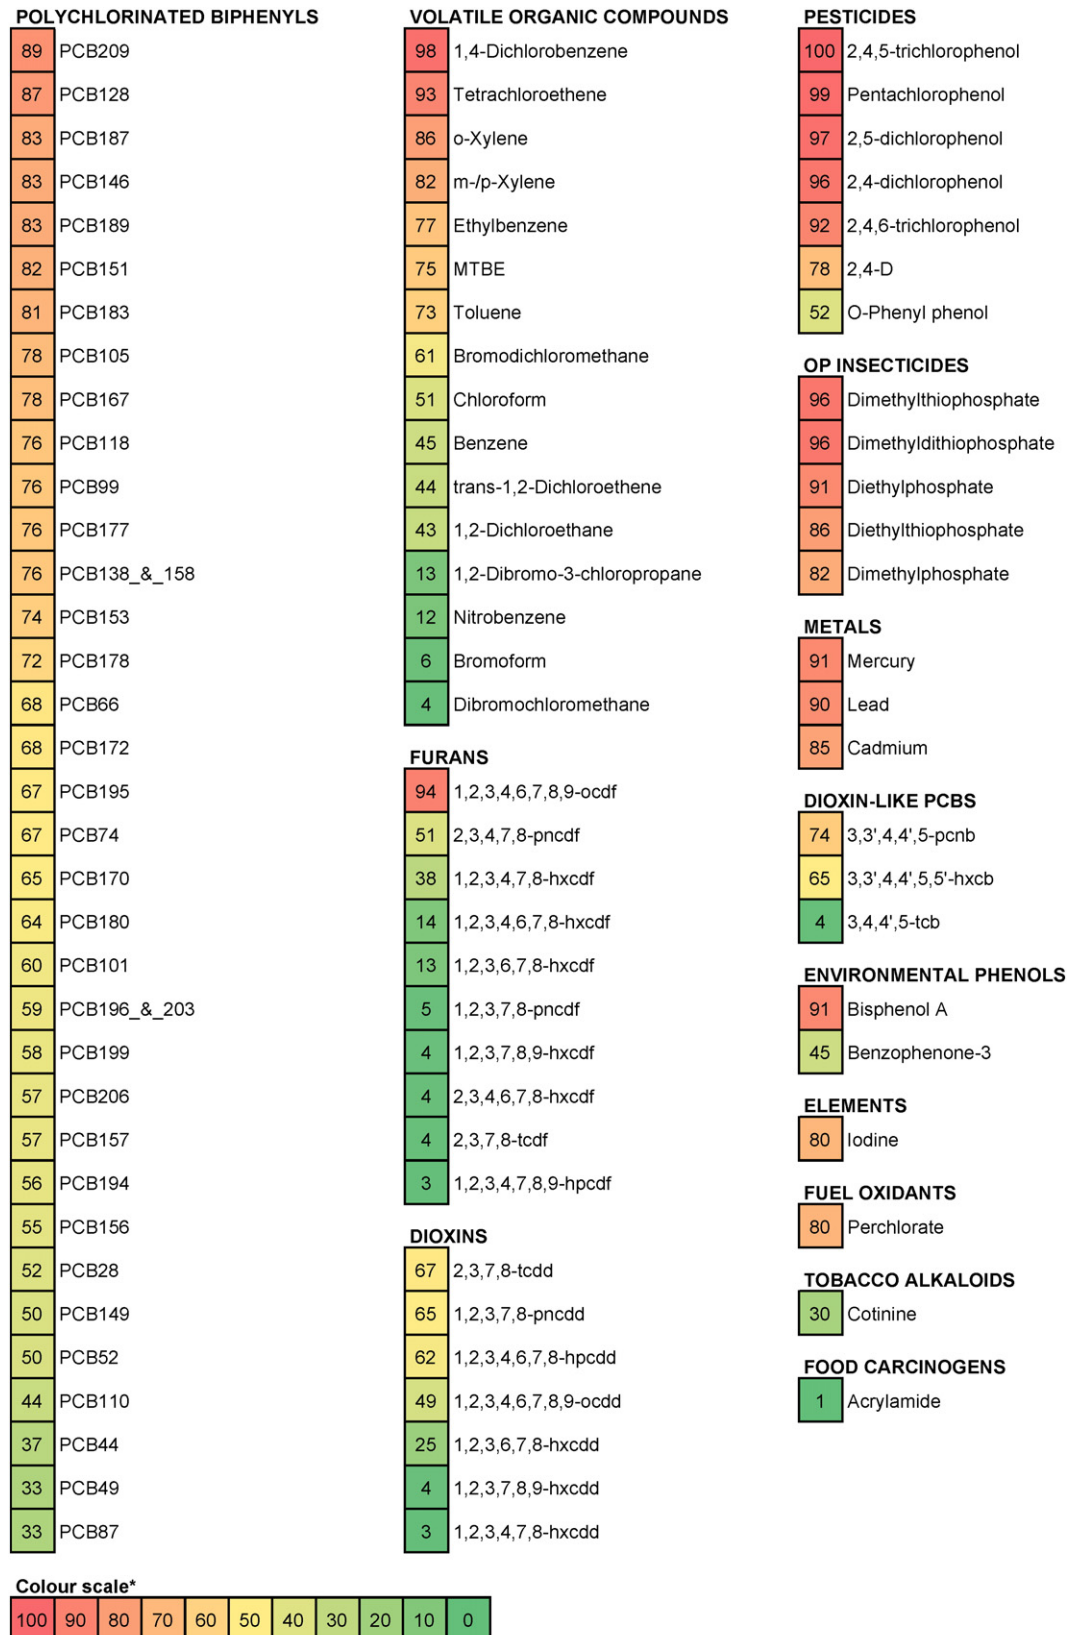 POLYCHLORINATED BIPHENYLS
89 PCB209
87 PCB128
83 PCB187
83 PCB146
83 PCB189
82 PCB151
81 PCB183
78 PCB105
78 PCB167
76 PCB118
76 PCB99
76 PCB177
76 PCB138_&_158
74 PCB153
72 PCB178
68 PCB66
68 PCB172
67 PCB195
67 PCB74
65 PCB170
64 PCB180
60 PCB101
59 PCB196_&_203
58 PCB199
57 PCB206
57 PCB157
56 PCB194
55 PCB156
52 PCB28
50 PCB149
50 PCB52
44 PCB110
37 PCB44
33 PCB49
33 PCB87
VOLATILE ORGANIC COMPOUNDS
98 1,4-Dichlorobenzene
93 Tetrachloroethene
86 o-Xylene
82 m-/p-Xylene
77 Ethylbenzene
75 MTBE
73 Toluene
61 Bromodichloromethane
51 Chloroform
45 Benzene
44 trans-1,2-Dichloroethene
43 1,2-Dichloroethane
13 1,2-Dibromo-3-chloropropane
12 Nitrobenzene
6 Bromoform
4 Dibromochloromethane
FURANS
94 1,2,3,4,6,7,8,9-ocdf
51 2,3,4,7,8-pncdf
38 1,2,3,4,7,8-hxcdf
14 1,2,3,4,6,7,8-hxcdf
13 1,2,3,6,7,8-hxcdf
5 1,2,3,7,8-pncdf
4 1,2,3,7,8,9-hxcdf
4 2,3,4,6,7,8-hxcdf
4 2,3,7,8-tcdf
3 1,2,3,4,7,8,9-hpcdf
DIOXINS
67 2,3,7,8-tcdd
65 1,2,3,7,8-pncdd
62 1,2,3,4,6,7,8-hpcdd
49 1,2,3,4,6,7,8,9-ocdd
25 1,2,3,6,7,8-hxcdd
4 1,2,3,7,8,9-hxcdd
3 1,2,3,4,7,8-hxcdd
PESTICIDES
100 2,4,5-trichlorophenol
99 Pentachlorophenol
97 2,5-dichlorophenol
96 2,4-dichlorophenol
92 2,4,6-trichlorophenol
78 2,4-D
52 O-Phenyl phenol
OP INSECTICIDES
96 Dimethylthiophosphate
96 Dimethyldithiophosphate
91 Diethylphosphate
86 Diethylthiophosphate
82 Dimethylphosphate
METALS
91 Mercury
90 Lead
85 Cadmium
DIOXIN-LIKE PCBS
74 3,3',4,4',5-pcnb
65 3,3',4,4',5,5'-hxcb
4 3,4,4',5-tcb
ENVIRONMENTAL PHENOLS
91 Bisphenol A
45 Benzophenone-3
ELEMENTS
80 Iodine
FUEL OXIDANTS
80 Perchlorate
TOBACCO ALKALOIDS
30 Cotinine
FOOD CARCINOGENS
1 Acrylamide
Colour scale*
100 90 80 70 60 50 40 30 20 10 0